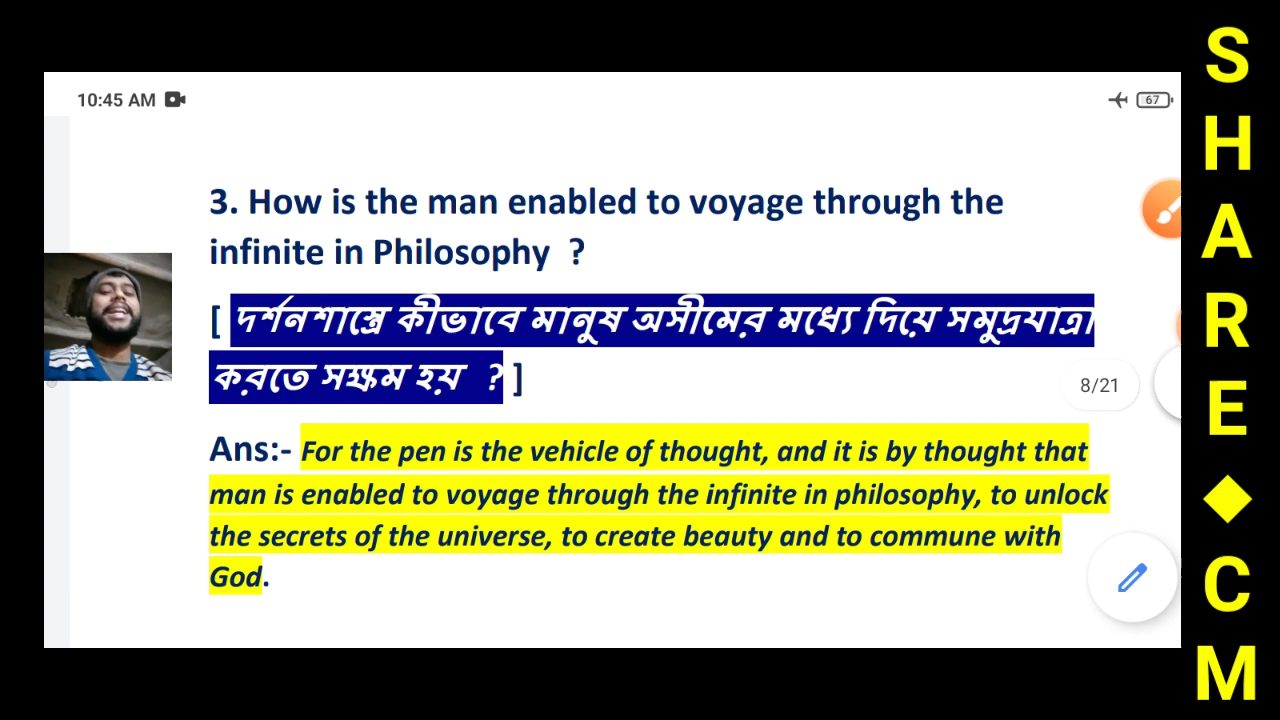 10:45 AM
67
3. How is the man enabled to voyage through the
infinite in Philosophy ?
[ দর্শনশাস্ত্রে কীভাবে মানুষ অসীমের মধ্যে দিয়ে সমুদ্রযাত্রা
করতে সক্ষম হয় ? ]
8/21
Ans:- For the pen is the vehicle of thought, and it is by thought that
man is enabled to voyage through the infinite in philosophy, to unlock
the secrets of the universe, to create beauty and to commune with
God.
S
H
A
R
E
◆
C
M